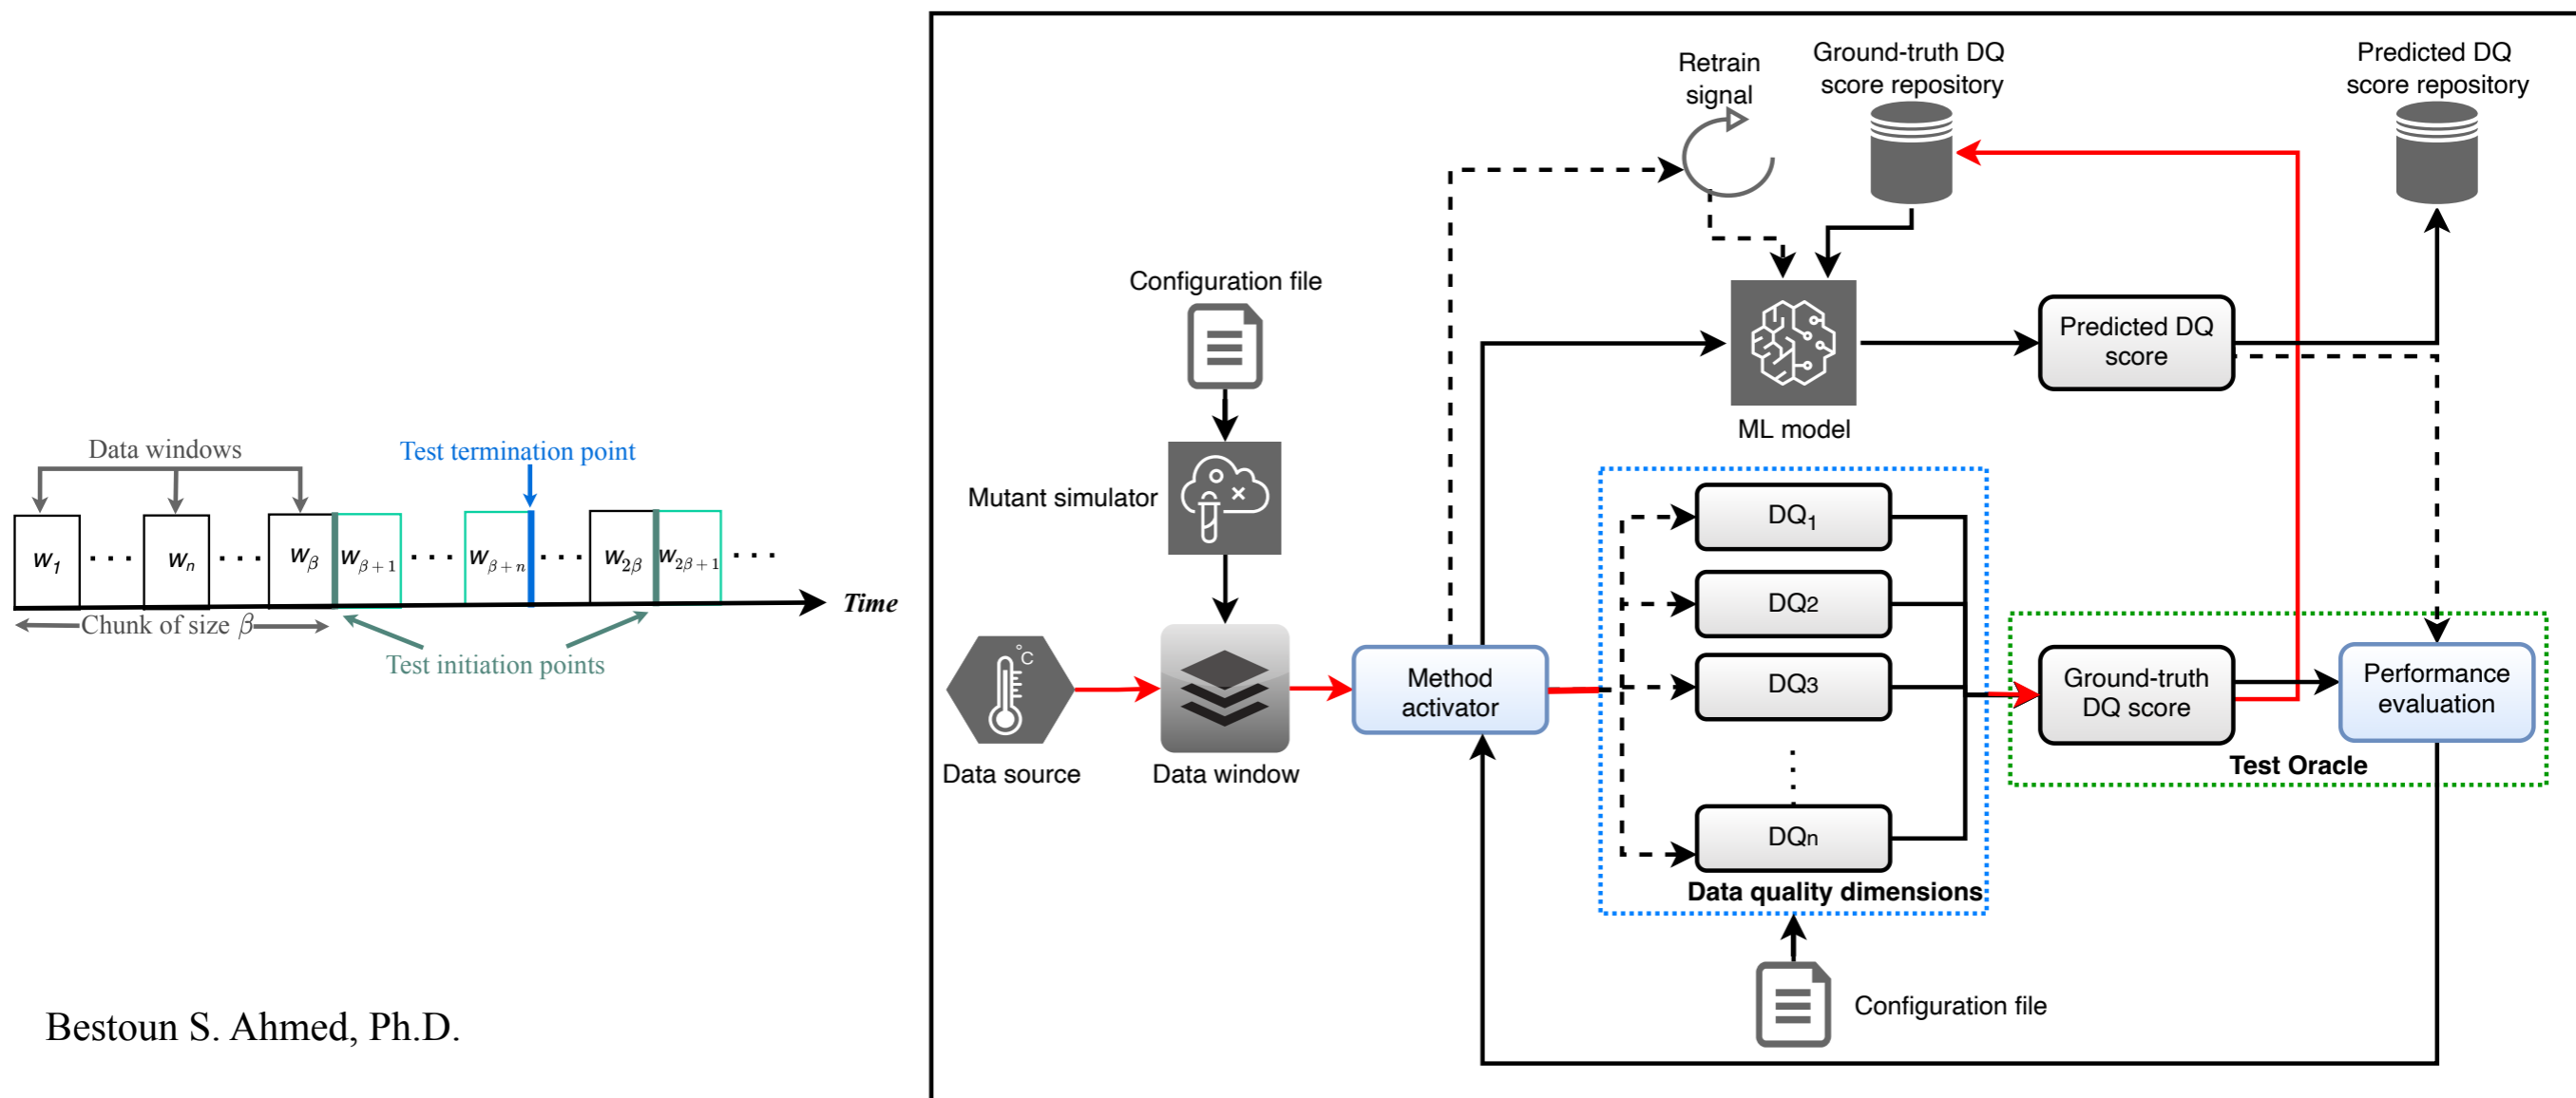 Data windows
Test termination point
w1 · · · wn · · · wβ wβ+1 · · · wβ+n · · · w2β w2β+1 · · ·
Time
Chunk of size β
Test initiation points
Bestoun S. Ahmed, Ph.D.
Retrain
signal
Ground-truth DQ
score repository
Predicted DQ
score repository
Configuration file
Mutant simulator
ML model
Predicted DQ
score
°C
Data source
Data window
Method
activator
DQ1
DQ2
DQ3
DQn
Data quality dimensions
Configuration file
Ground-truth
DQ score
Performance
evaluation
Test Oracle